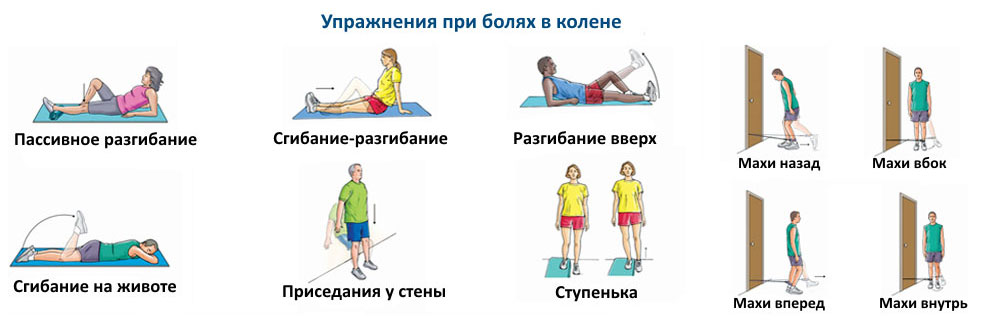 Упражнения при болях в колене
Пассивное разгибание
Сгибание-разгибание
Разгибание вверх
Махи назад
Махи вбок
Сгибание на животе
Приседания у стены
Ступенька
Махи вперед
Махи внутрь